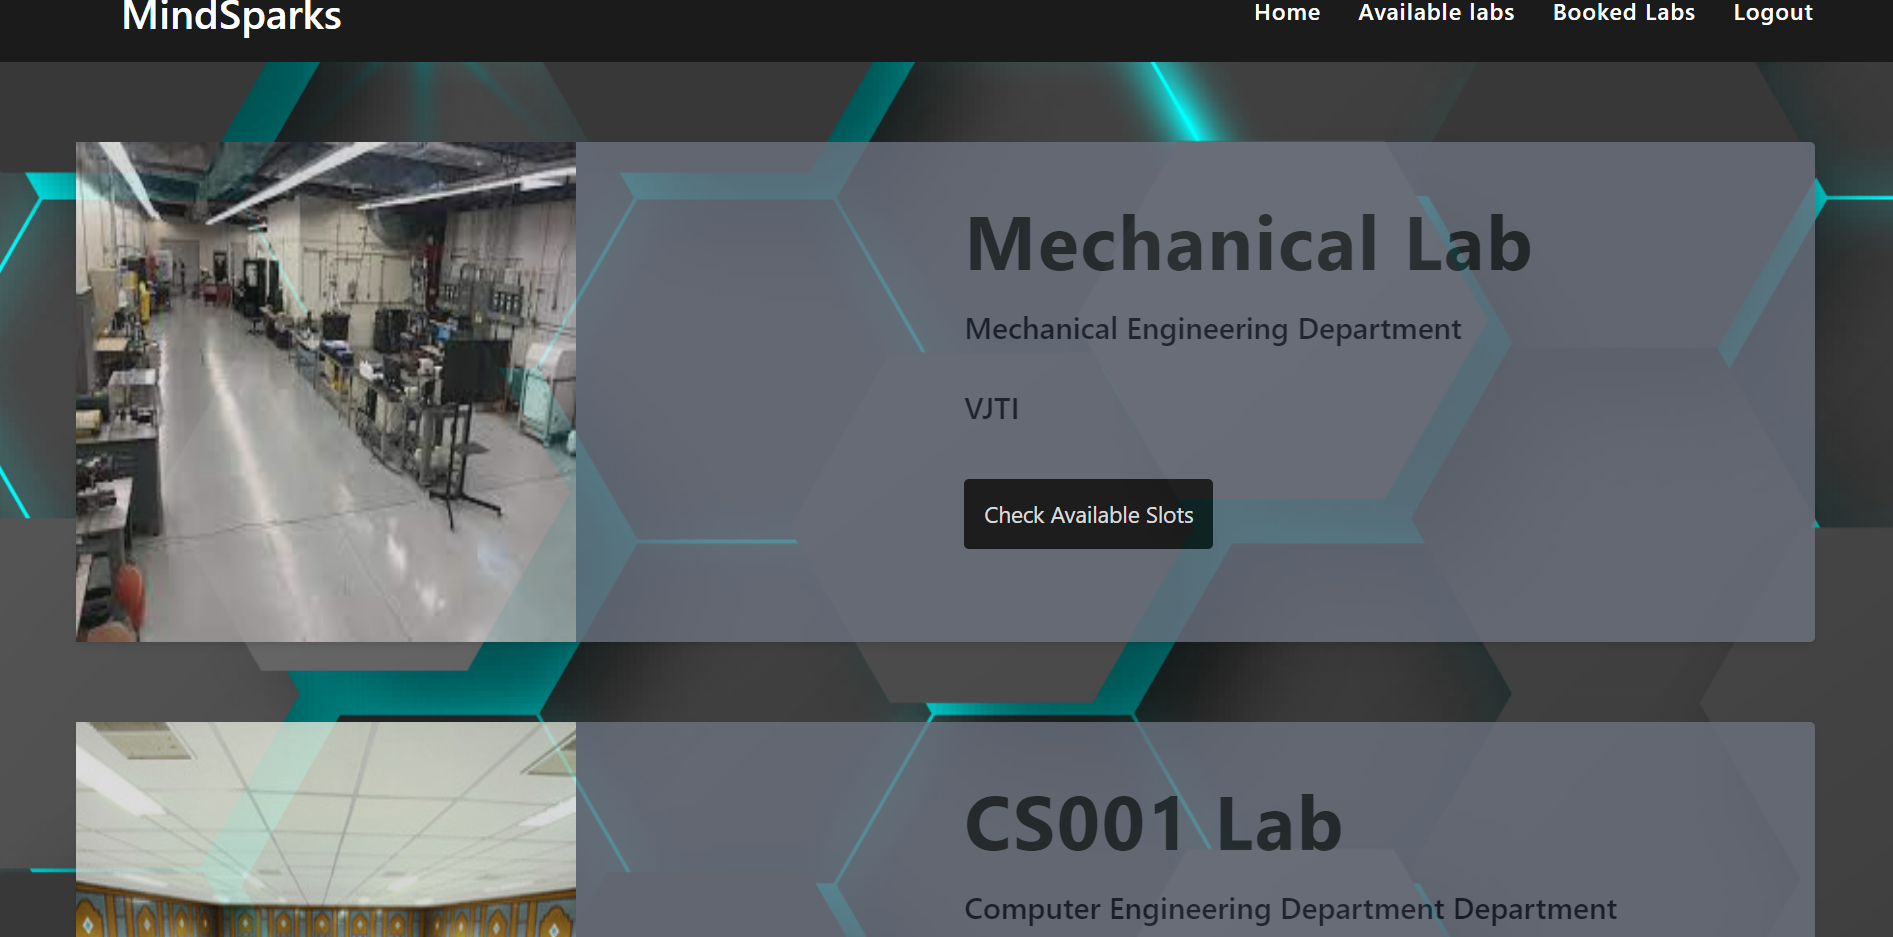 MindSparks
Home Available labs Booked Labs Logout
Mechanical Lab
Mechanical Engineering Department
VJTI
Check Available Slots
CS001 Lab
Computer Engineering Department Department